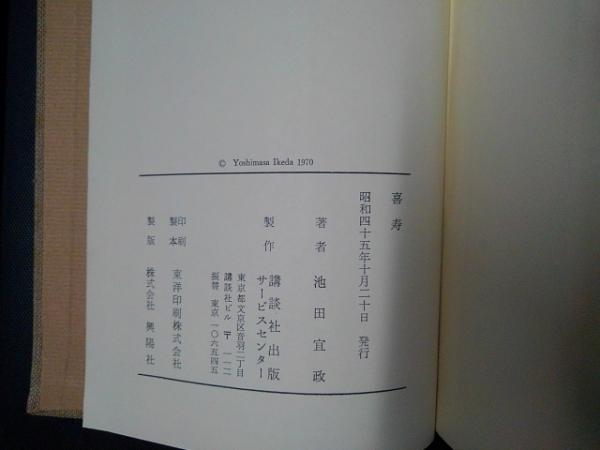 © Yoshimasa Ikeda 1970
喜寿
昭和四十五年十月二十日 発行
著者 池田宜政
製作 講談社出版
サービスセンター
東京都文京区音羽二丁目
講談社ビル 〒一一二
振替 東京 一〇六五四五
印刷
製本 東洋印刷株式会社
製版 株式会社 興陽社